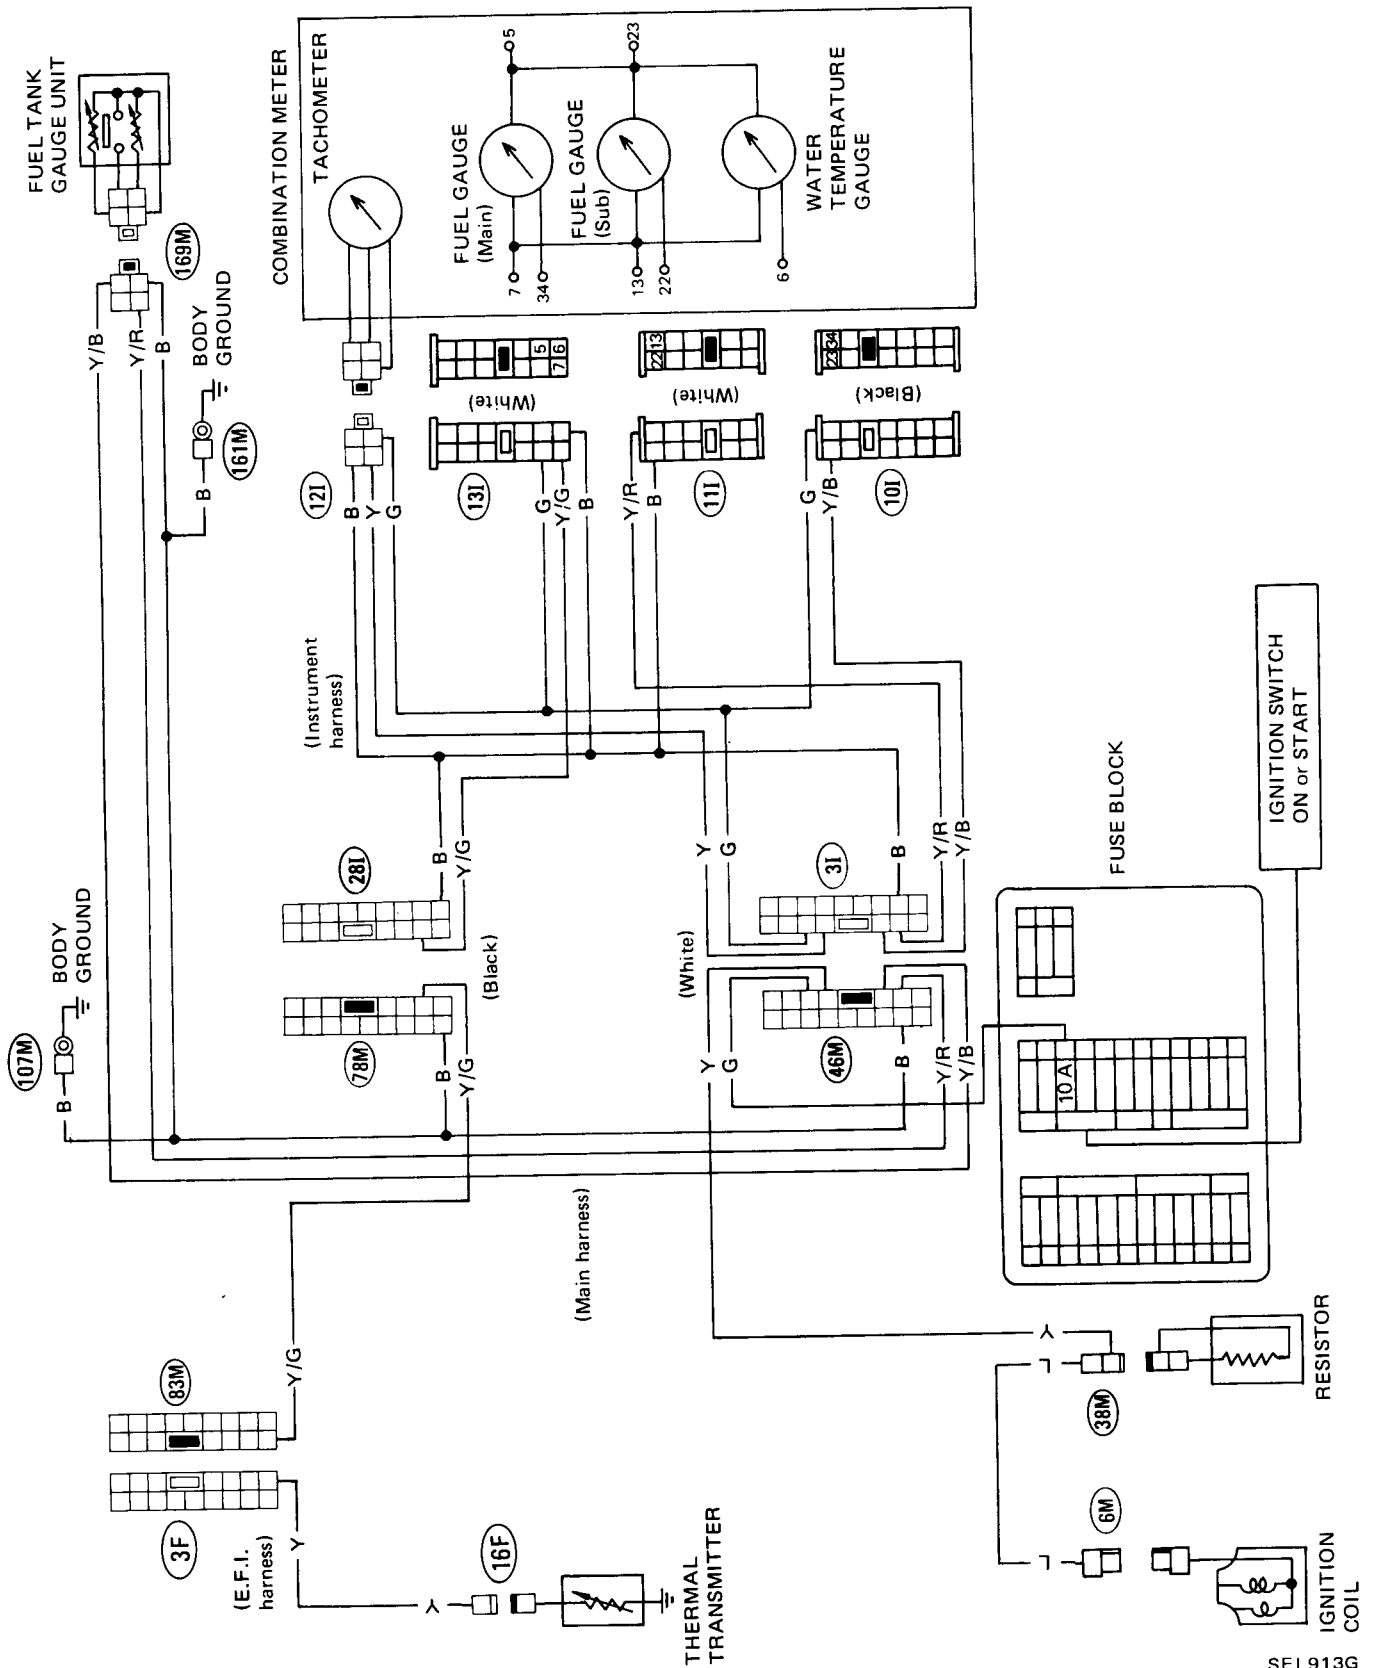 FUEL TANK
GAUGE UNIT
169M
Y/B
Y/R
B
BODY
GROUND
161M
B
COMBINATION METER
TACHOMETER
FUEL GAUGE
(Main)
FUEL GAUGE
(Sub)
WATER
TEMPERATURE
GAUGE
5
23
7
34
13
22
6
5
7 6
22 13
23 34
(White)
(White)
(Black)
12I
13I
11I
10I
B
Y
G
G
Y/G
B
Y/R
B
G
Y/B
(Instrument
harness)
BODY
GROUND
107M
B
28I
B
Y/G
(Black)
78M
B
Y/G
Y
G
3I
B
Y/R
Y/B
(White)
46M
Y
G
B
Y/R
Y/B
FUSE BLOCK
10 A
IGNITION SWITCH
ON or START
(Main harness)
Y/G
83M
3F
(E.F.I.
harness)
Y
Y
16F
THERMAL
TRANSMITTER
Y
L
38M
RESISTOR
L
6M
IGNITION
COIL
SEL913G